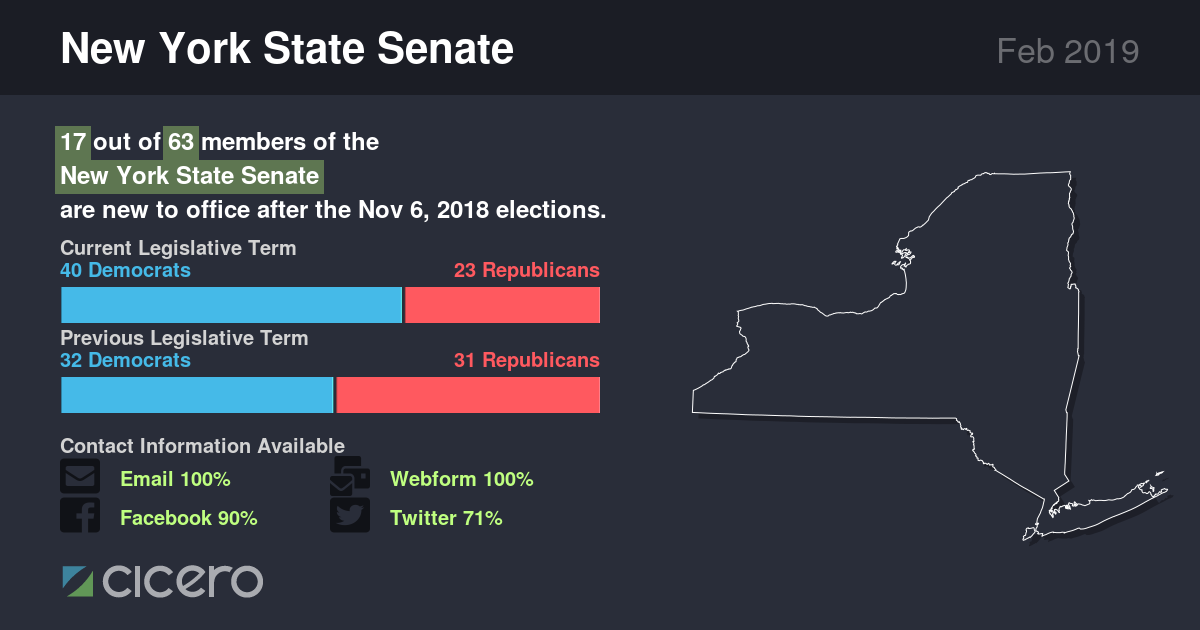 New York State Senate
Feb 2019
17 out of 63 members of the
New York State Senate
are new to office after the Nov 6, 2018 elections.
Current Legislative Term
40 Democrats
23 Republicans
Previous Legislative Term
32 Democrats
31 Republicans
Contact Information Available
Email 100%
Webform 100%
Facebook 90%
Twitter 71%
cicero